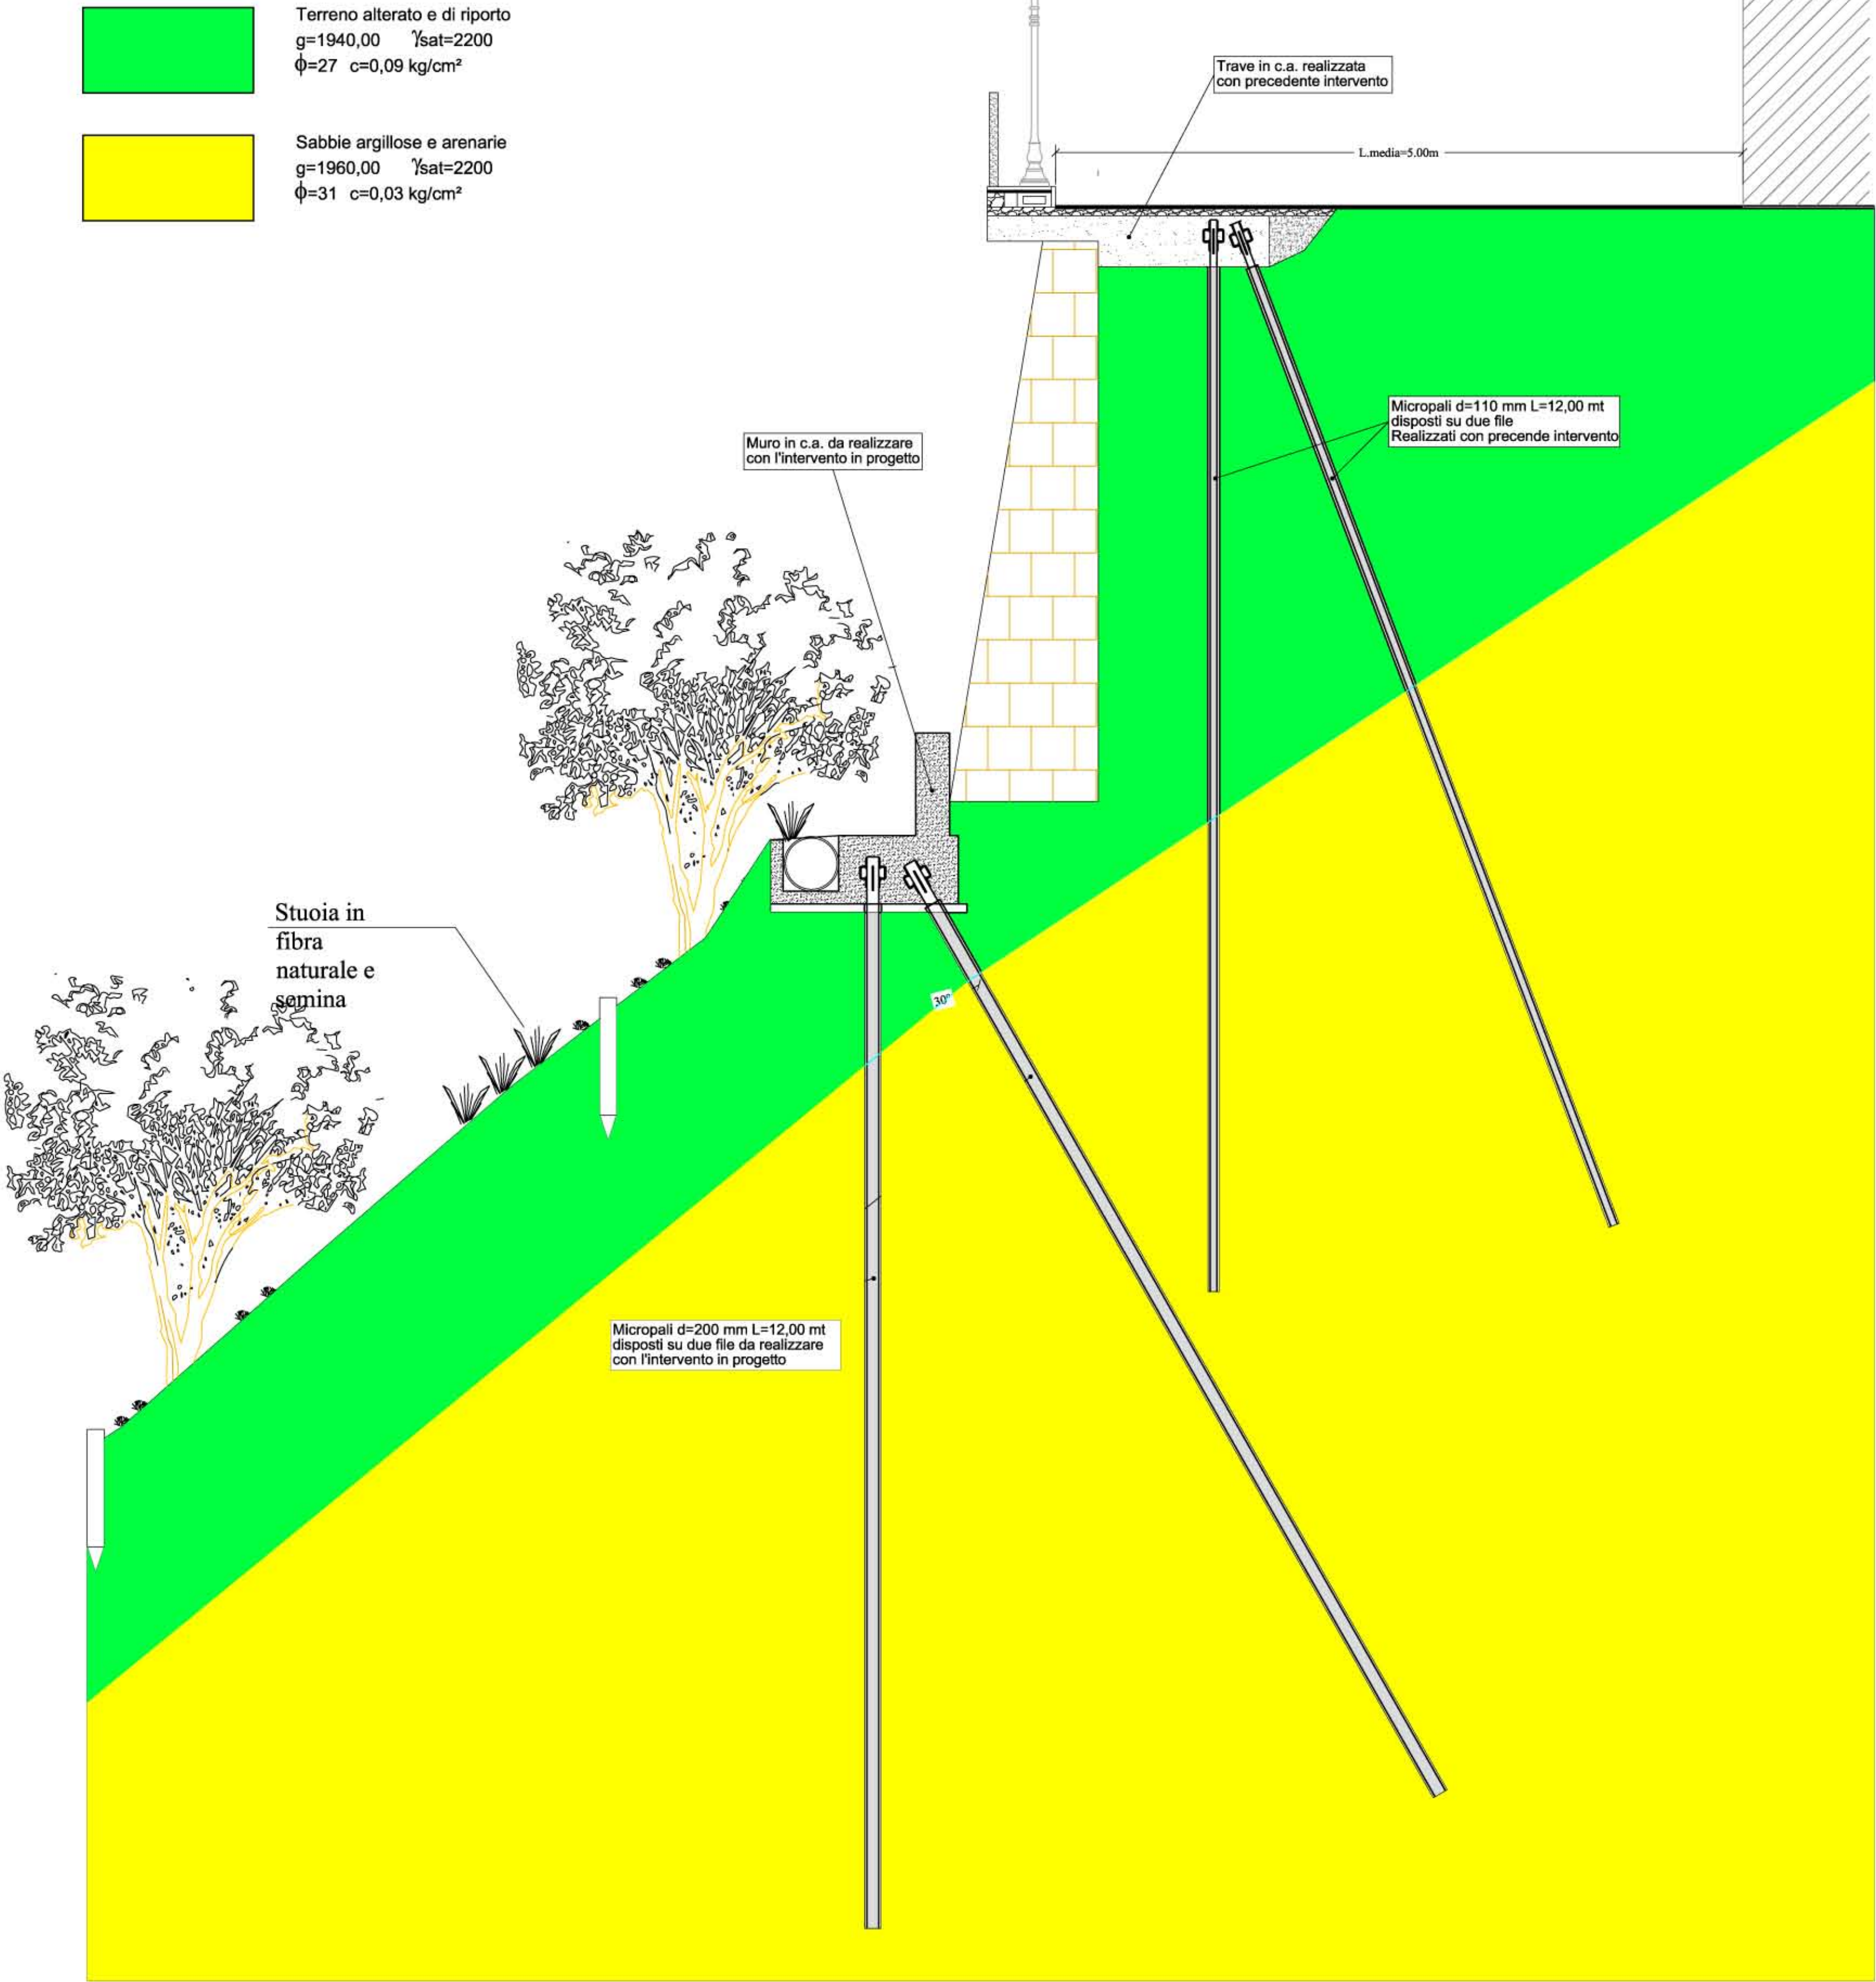 Terreno alterato e di riporto
g=1940,00 γsat=2200
ϕ=27 c=0,09 kg/cm²
Sabbie argillose e arenarie
g=1960,00 γsat=2200
ϕ=31 c=0,03 kg/cm²
Trave in c.a. realizzata
con precedente intervento
L.media=5.00m
Micropali d=110 mm L=12,00 mt
disposti su due file
Realizzati con precende intervento
Muro in c.a. da realizzare
con l'intervento in progetto
Stuoia in
fibra
naturale e
semina
30°
Micropali d=200 mm L=12,00 mt
disposti su due file da realizzare
con l'intervento in progetto